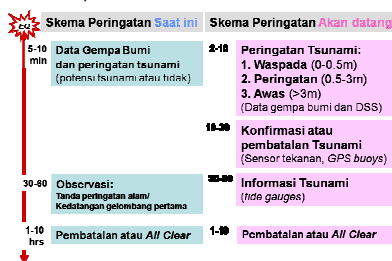 Skema Peringatan Saat ini
Skema Peringatan Akan datang
EQ
5-10
min
Data Gempa Bumi
dan peringatan tsunami
(potensi tsunami atau tidak)
2-10
Peringatan Tsunami:
1. Waspada (0-0.5m)
2. Peringatan (0.5-3m)
3. Awas (>3m)
(Data gempa bumi dan DSS)
Konfirmasi atau
pembatalan Tsunami
(Sensor tekanan, GPS buoys)
30-60
Observasi:
Tanda peringatan alam/
Kedatangan gelombang pertama
Informasi Tsunami
(tide gauges)
1-10
hrs
Pembatalan atau All Clear
1-10
Pembatalan atau All Clear